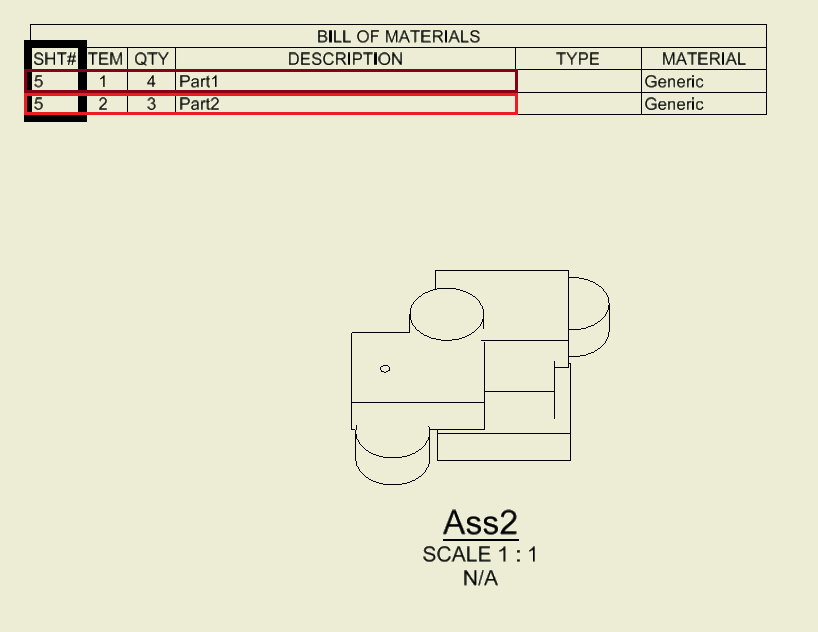 BILL OF MATERIALS
SHT# TEM QTY DESCRIPTION TYPE MATERIAL
5 1 4 Part1 Generic
5 2 3 Part2 Generic
Ass2
SCALE 1 : 1
N/A